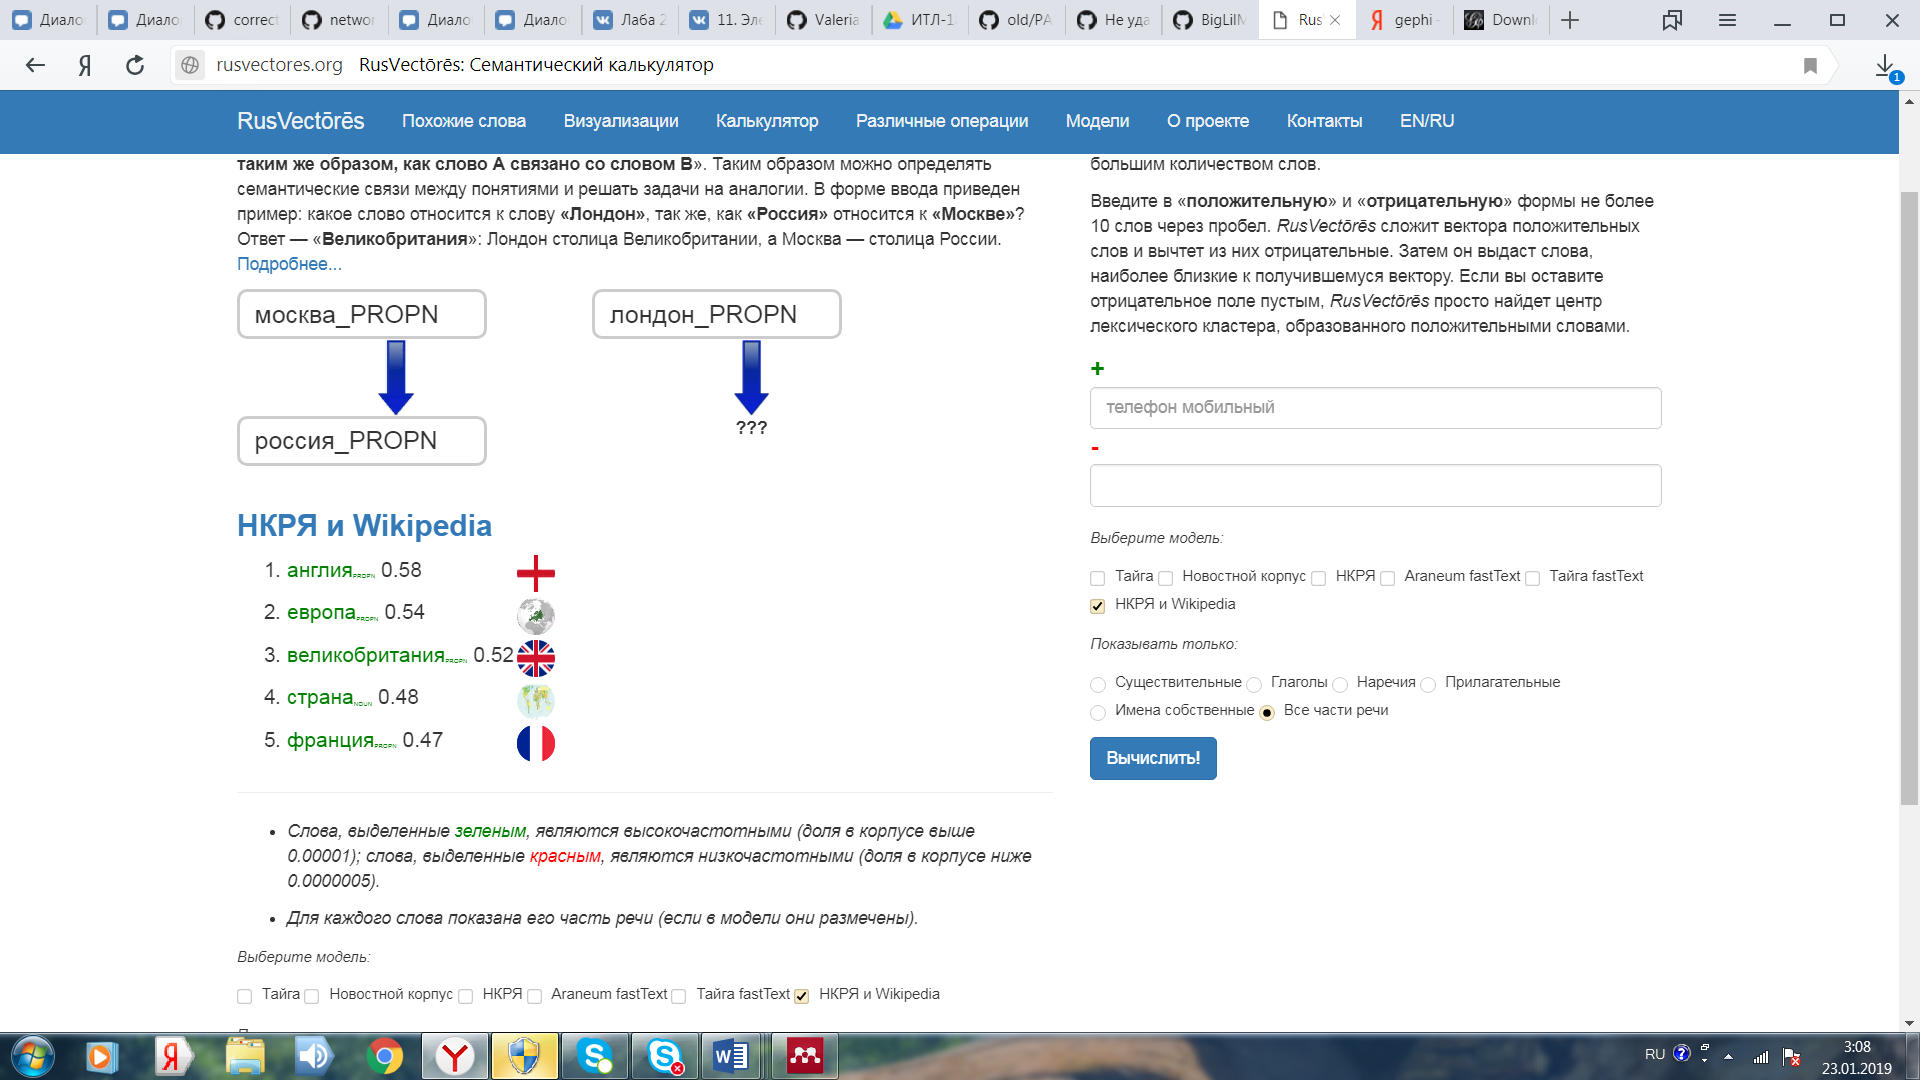 Диало
Диало
correct
networ
Диало
Диало
Лаба 2
11. Эле
Valeria
ИТЛ-1
old/PA
Не уда
BigLilM
Rus
gephi -
Downl
rusvectores.org RusVectōrēs: Семантический калькулятор
1
RusVectōrēs Похожие слова Визуализации Калькулятор Различные операции Модели О проекте Контакты EN/RU
таким же образом, как слово A связано со словом B». Таким образом можно определять
семантические связи между понятиями и решать задачи на аналогии. В форме ввода приведен
пример: какое слово относится к слову «Лондон», так же, как «Россия» относится к «Москве»?
Ответ — «Великобритания»: Лондон столица Великобритании, а Москва — столица России.
Подробнее...
москва_PROPN
лондон_PROPN
россия_PROPN
???
НКРЯ и Wikipedia
1. англия PROPN 0.58
2. европа PROPN 0.54
3. великобритания PROPN 0.52
4. страна NOUN 0.48
5. франция PROPN 0.47
• Слова, выделенные зеленым, являются высокочастотными (доля в корпусе выше
0.00001); слова, выделенные красным, являются низкочастотными (доля в корпусе ниже
0.0000005).
• Для каждого слова показана его часть речи (если в модели они размечены).
Выберите модель:
Тайга Новостной корпус НКРЯ Araneum fastText Тайга fastText НКРЯ и Wikipedia
большим количеством слов.
Введите в «положительную» и «отрицательную» формы не более
10 слов через пробел. RusVectōrēs сложит вектора положительных
слов и вычтет из них отрицательные. Затем он выдаст слова,
наиболее близкие к получившемуся вектору. Если вы оставите
отрицательное поле пустым, RusVectōrēs просто найдет центр
лексического кластера, образованного положительными словами.
+
телефон мобильный
-
Выберите модель:
Тайга Новостной корпус НКРЯ Araneum fastText Тайга fastText
НКРЯ и Wikipedia
Показывать только:
Существительные Глаголы Наречия Прилагательные
Имена собственные Все части речи
Вычислить!
RU
3:08
23.01.2019